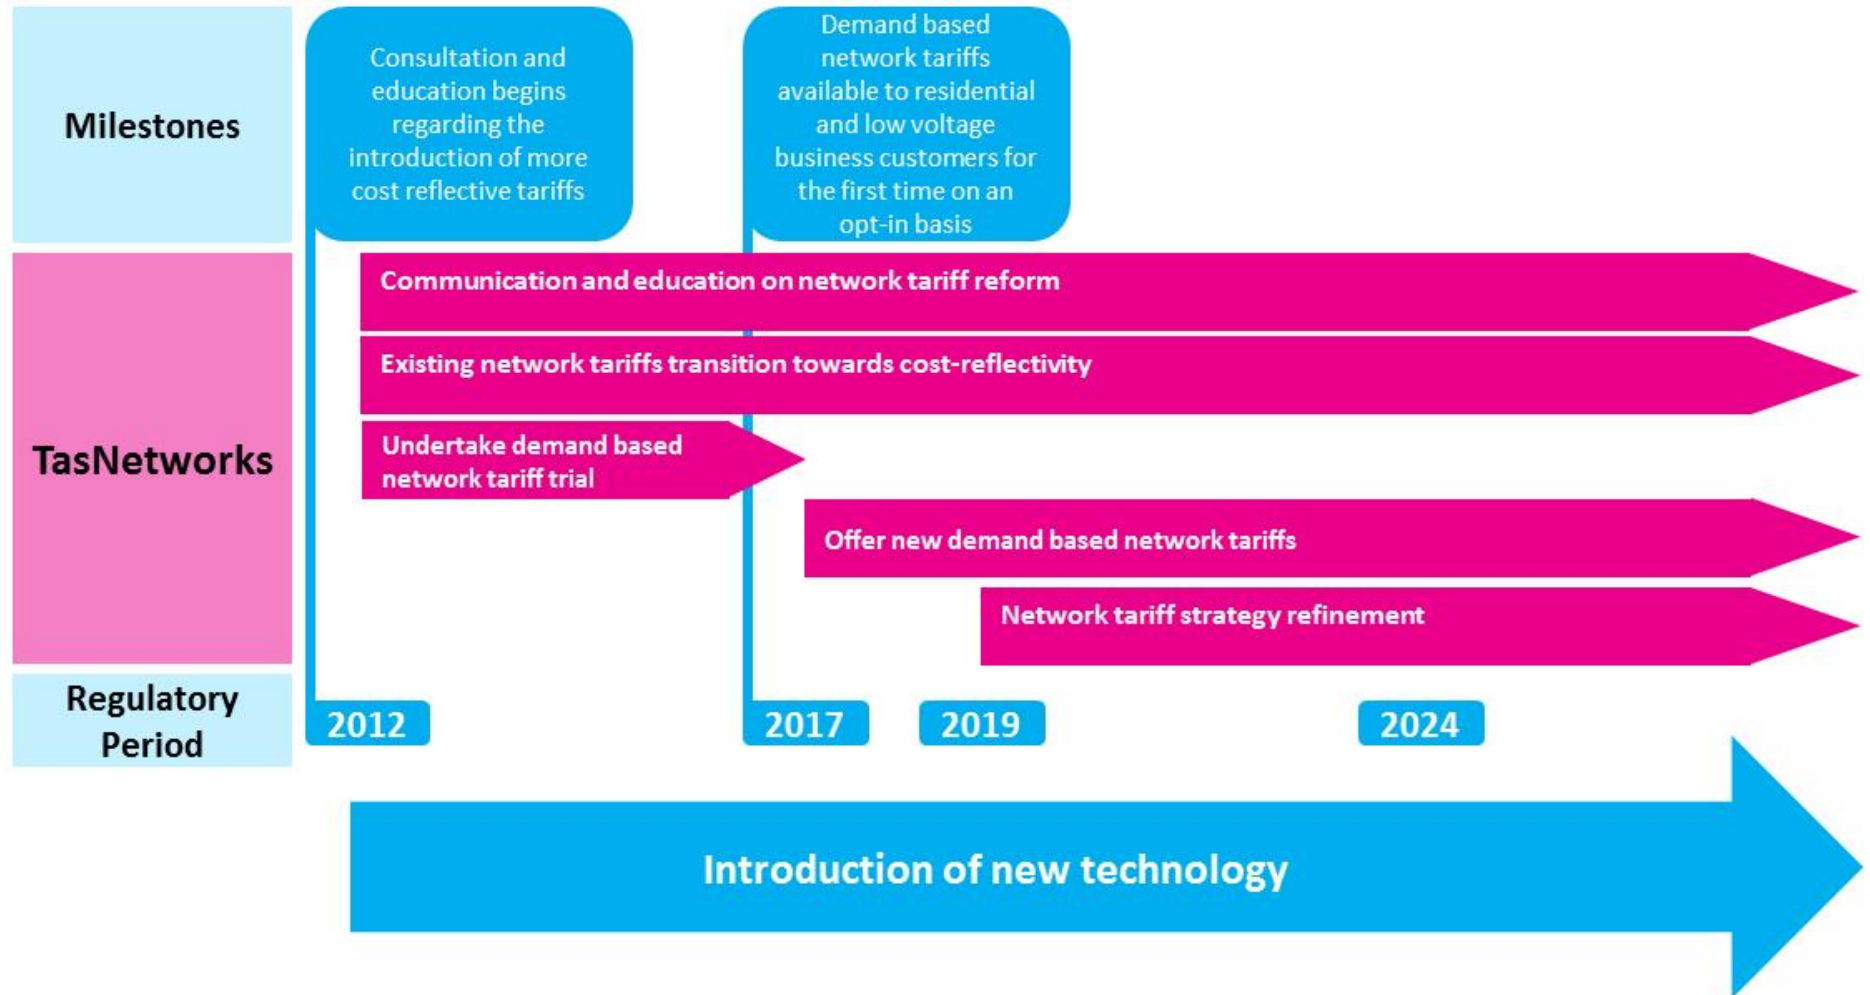 Milestones
Consultation and
education begins
regarding the
introduction of more
cost reflective tariffs
Demand based
network tariffs
available to residential
and low voltage
business customers for
the first time on an
opt-in basis
TasNetworks
Communication and education on network tariff reform
Existing network tariffs transition towards cost-reflectivity
Undertake demand based
network tariff trial
Offer new demand based network tariffs
Network tariff strategy refinement
Regulatory
Period
2012
2017
2019
2024
Introduction of new technology